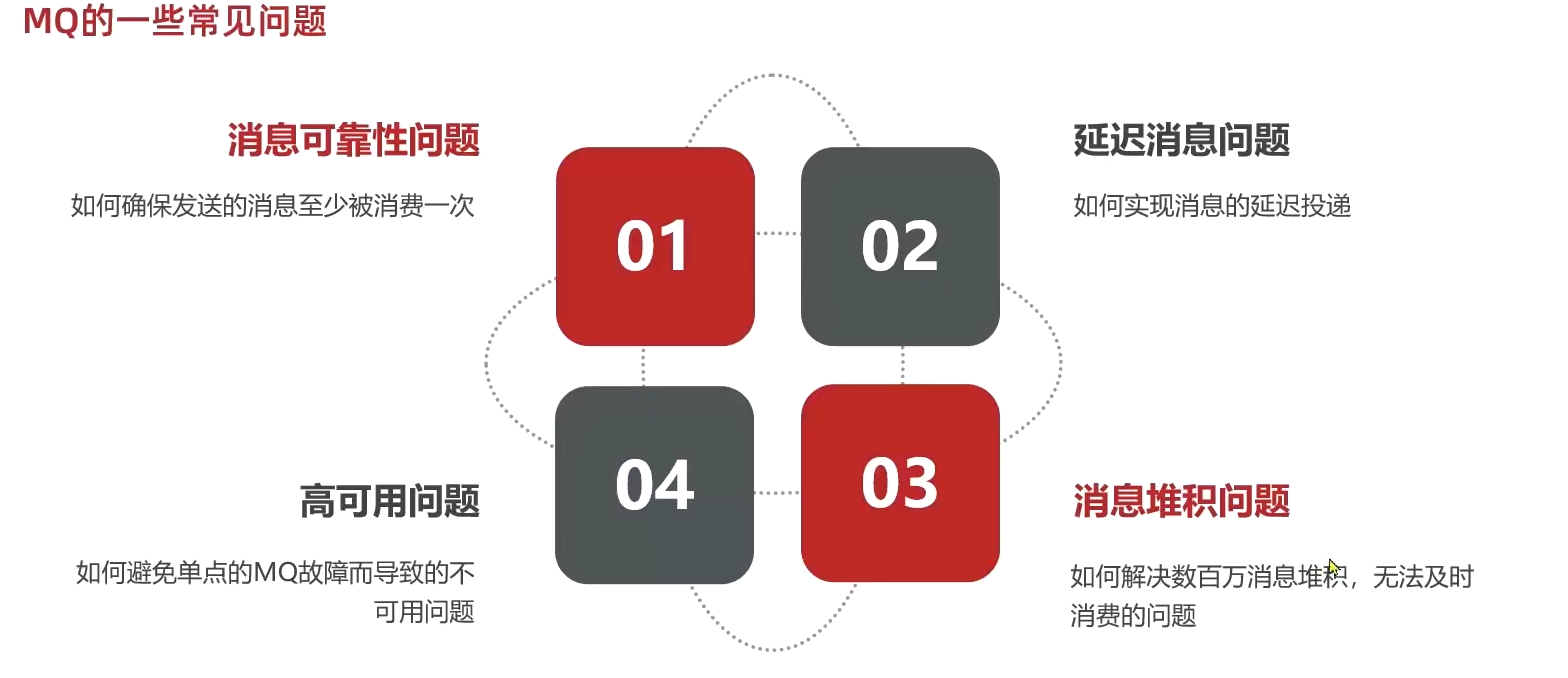 MQ的一些常见问题
消息可靠性问题
如何确保发送的消息至少被消费一次
01
02
延迟消息问题
如何实现消息的延迟投递
高可用问题
如何避免单点的MQ故障而导致的不
可用问题
04
03
消息堆积问题
如何解决数百万消息堆积，无法及时
消费的问题